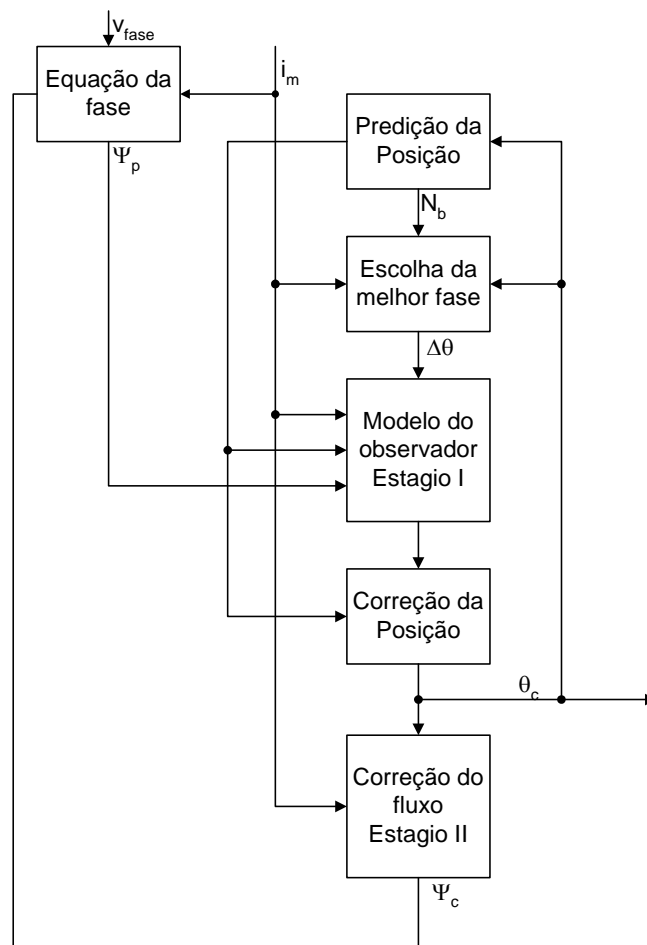 v_fase
Equação da
fase
i_m
Ψ_p
Predição da
Posição
N_b
Escolha da
melhor fase
Δθ
Modelo do
observador
Estagio I
Correção da
Posição
θ_c
Correção do
fluxo
Estagio II
Ψ_c